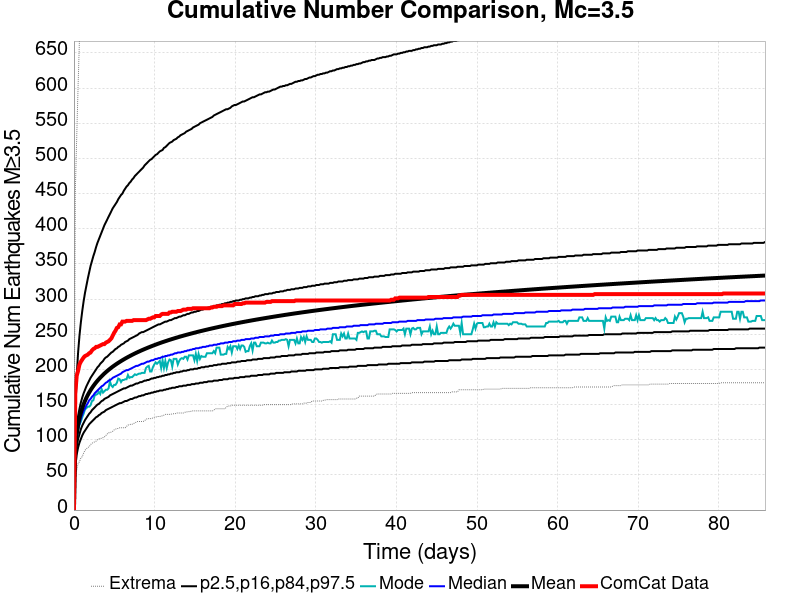 Cumulative Number Comparison, Mc=3.5
Cumulative Num Earthquakes M≥3.5
650
600
550
500
450
400
350
300
250
200
150
100
50
0
0 10 20 30 40 50 60 70 80
Time (days)
Extrema p2.5,p16,p84,p97.5 Mode Median Mean ComCat Data